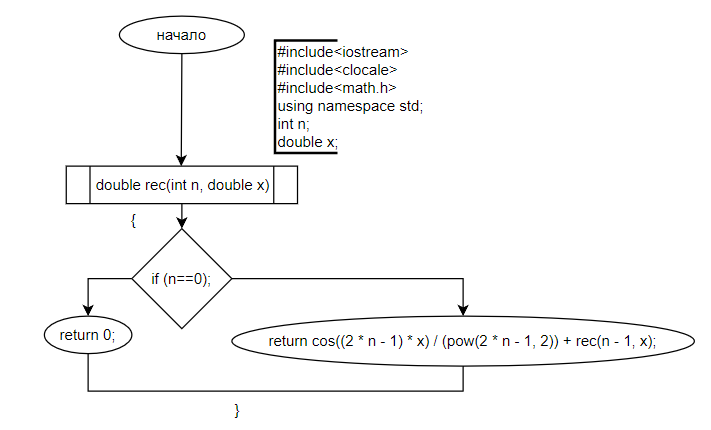 начало
#include<iostream>
#include<clocale>
#include<math.h>
using namespace std;
int n;
double x;
double rec(int n, double x)
{
if (n==0);
return 0;
return cos((2 * n - 1) * x) / (pow(2 * n - 1, 2)) + rec(n - 1, x);
}